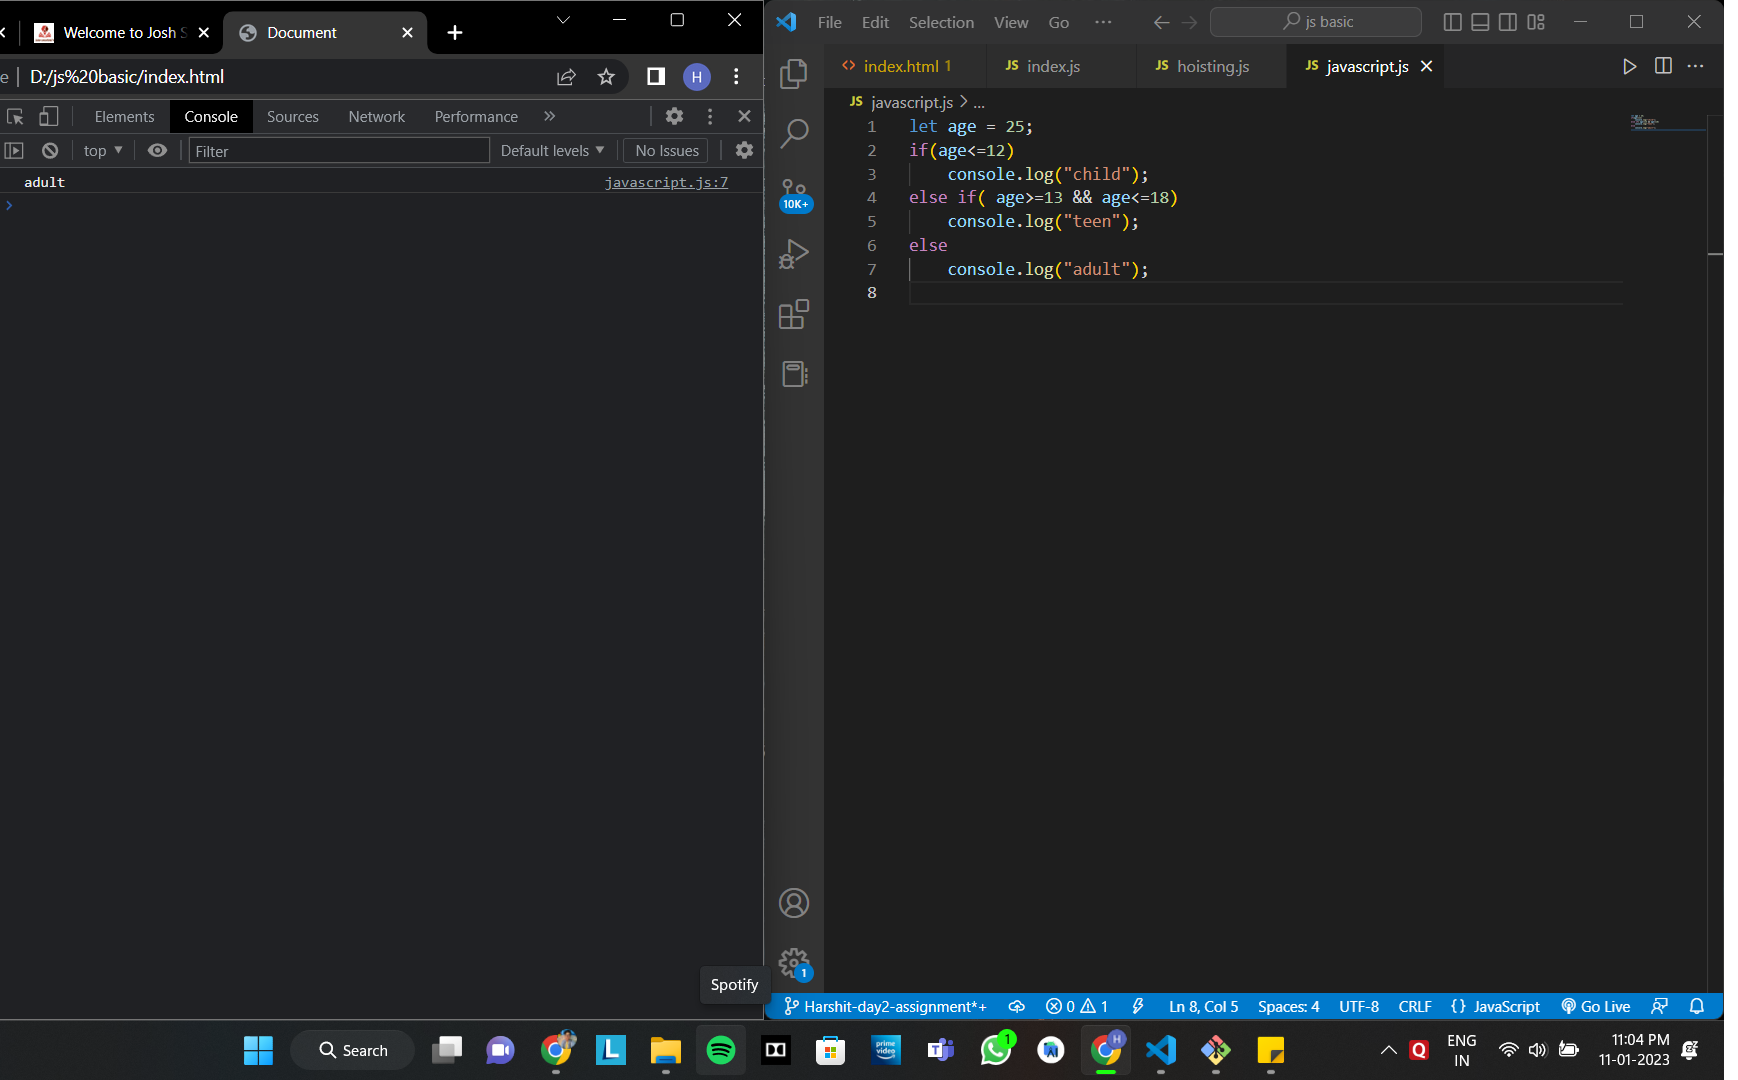 Welcome to Josh S
Document
e D:/js%20basic/index.html
H
Elements Console Sources Network Performance
top Filter Default levels No Issues
adult javascript.js:7
File Edit Selection View Go js basic
index.html 1 JS index.js JS hoisting.js JS javascript.js
JS javascript.js > ...
1 let age = 25;
2 if(age<=12)
3 console.log("child");
4 else if( age>=13 && age<=18)
5 console.log("teen");
6 else
7 console.log("adult");
8
10K+
1
Spotify
Harshit-day2-assignment*+ 0 1 Ln 8, Col 5 Spaces: 4 UTF-8 CRLF {} JavaScript Go Live
Search L prime video T 1 H Q ENG IN 11:04 PM
11-01-2023